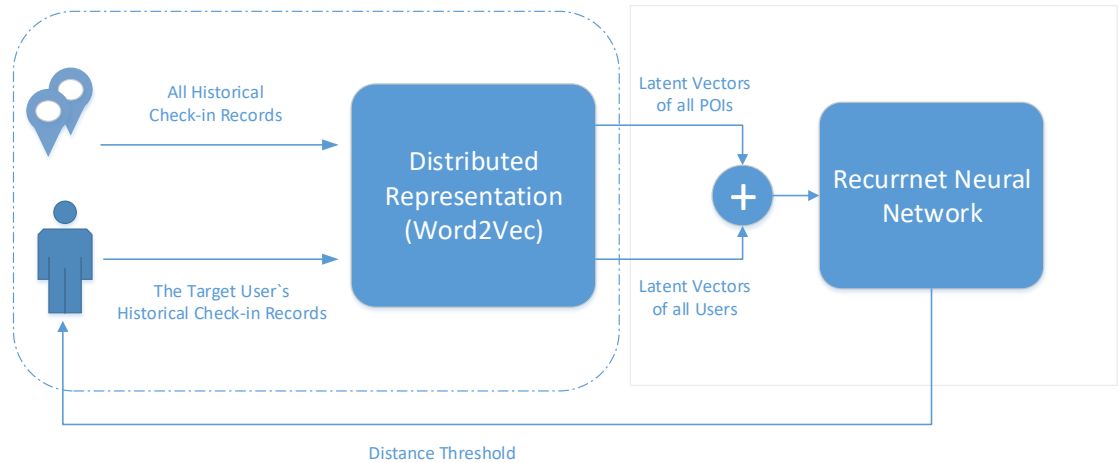 All Historical
Check-in Records
Distributed
Representation
(Word2Vec)
The Target User`s
Historical Check-in Records
Latent Vectors
of all POIs
+
Latent Vectors
of all Users
Recurrnet Neural
Network
Distance Threshold